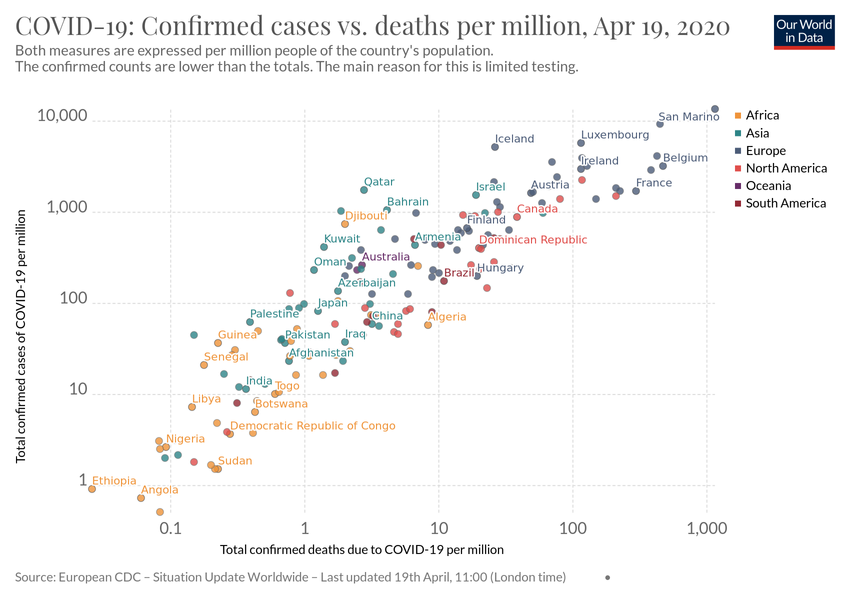 COVID-19: Confirmed cases vs. deaths per million, Apr 19, 2020
Our World
in Data
Both measures are expressed per million people of the country's population.
The confirmed counts are lower than the totals. The main reason for this is limited testing.
10,000
1,000
100
10
1
Total confirmed cases of COVID-19 per million
San Marino
Iceland
Luxembourg
Ireland
Belgium
Qatar
Israel
Austria
France
Bahrain
Canada
Djibouti
Finland
Kuwait
Armenia
Dominican Republic
Oman
Australia
Brazil
Hungary
Azerbaijan
Japan
Palestine
China
Algeria
Guinea
Pakistan
Iraq
Senegal
Afghanistan
India
Togo
Libya
Botswana
Democratic Republic of Congo
Nigeria
Sudan
Ethiopia
Angola
Africa
Asia
Europe
North America
Oceania
South America
0.1
1
10
100
1,000
Total confirmed deaths due to COVID-19 per million
Source: European CDC – Situation Update Worldwide – Last updated 19th April, 11:00 (London time)